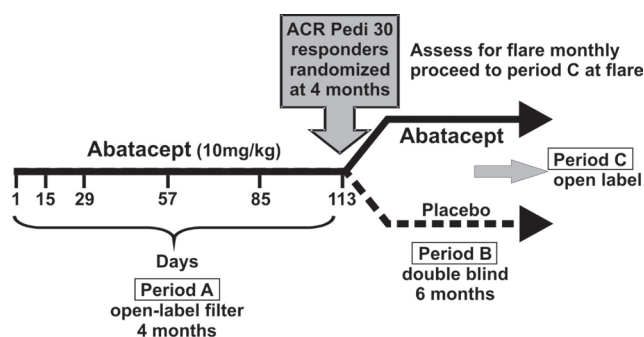 ACR Pedi 30
responders
randomized
at 4 months
Assess for flare monthly
proceed to period C at flare
Abatacept (10mg/kg)
Abatacept
1 15 29 57 85 113
Period C
open label
Placebo
Days
Period A
open-label filter
4 months
Period B
double blind
6 months